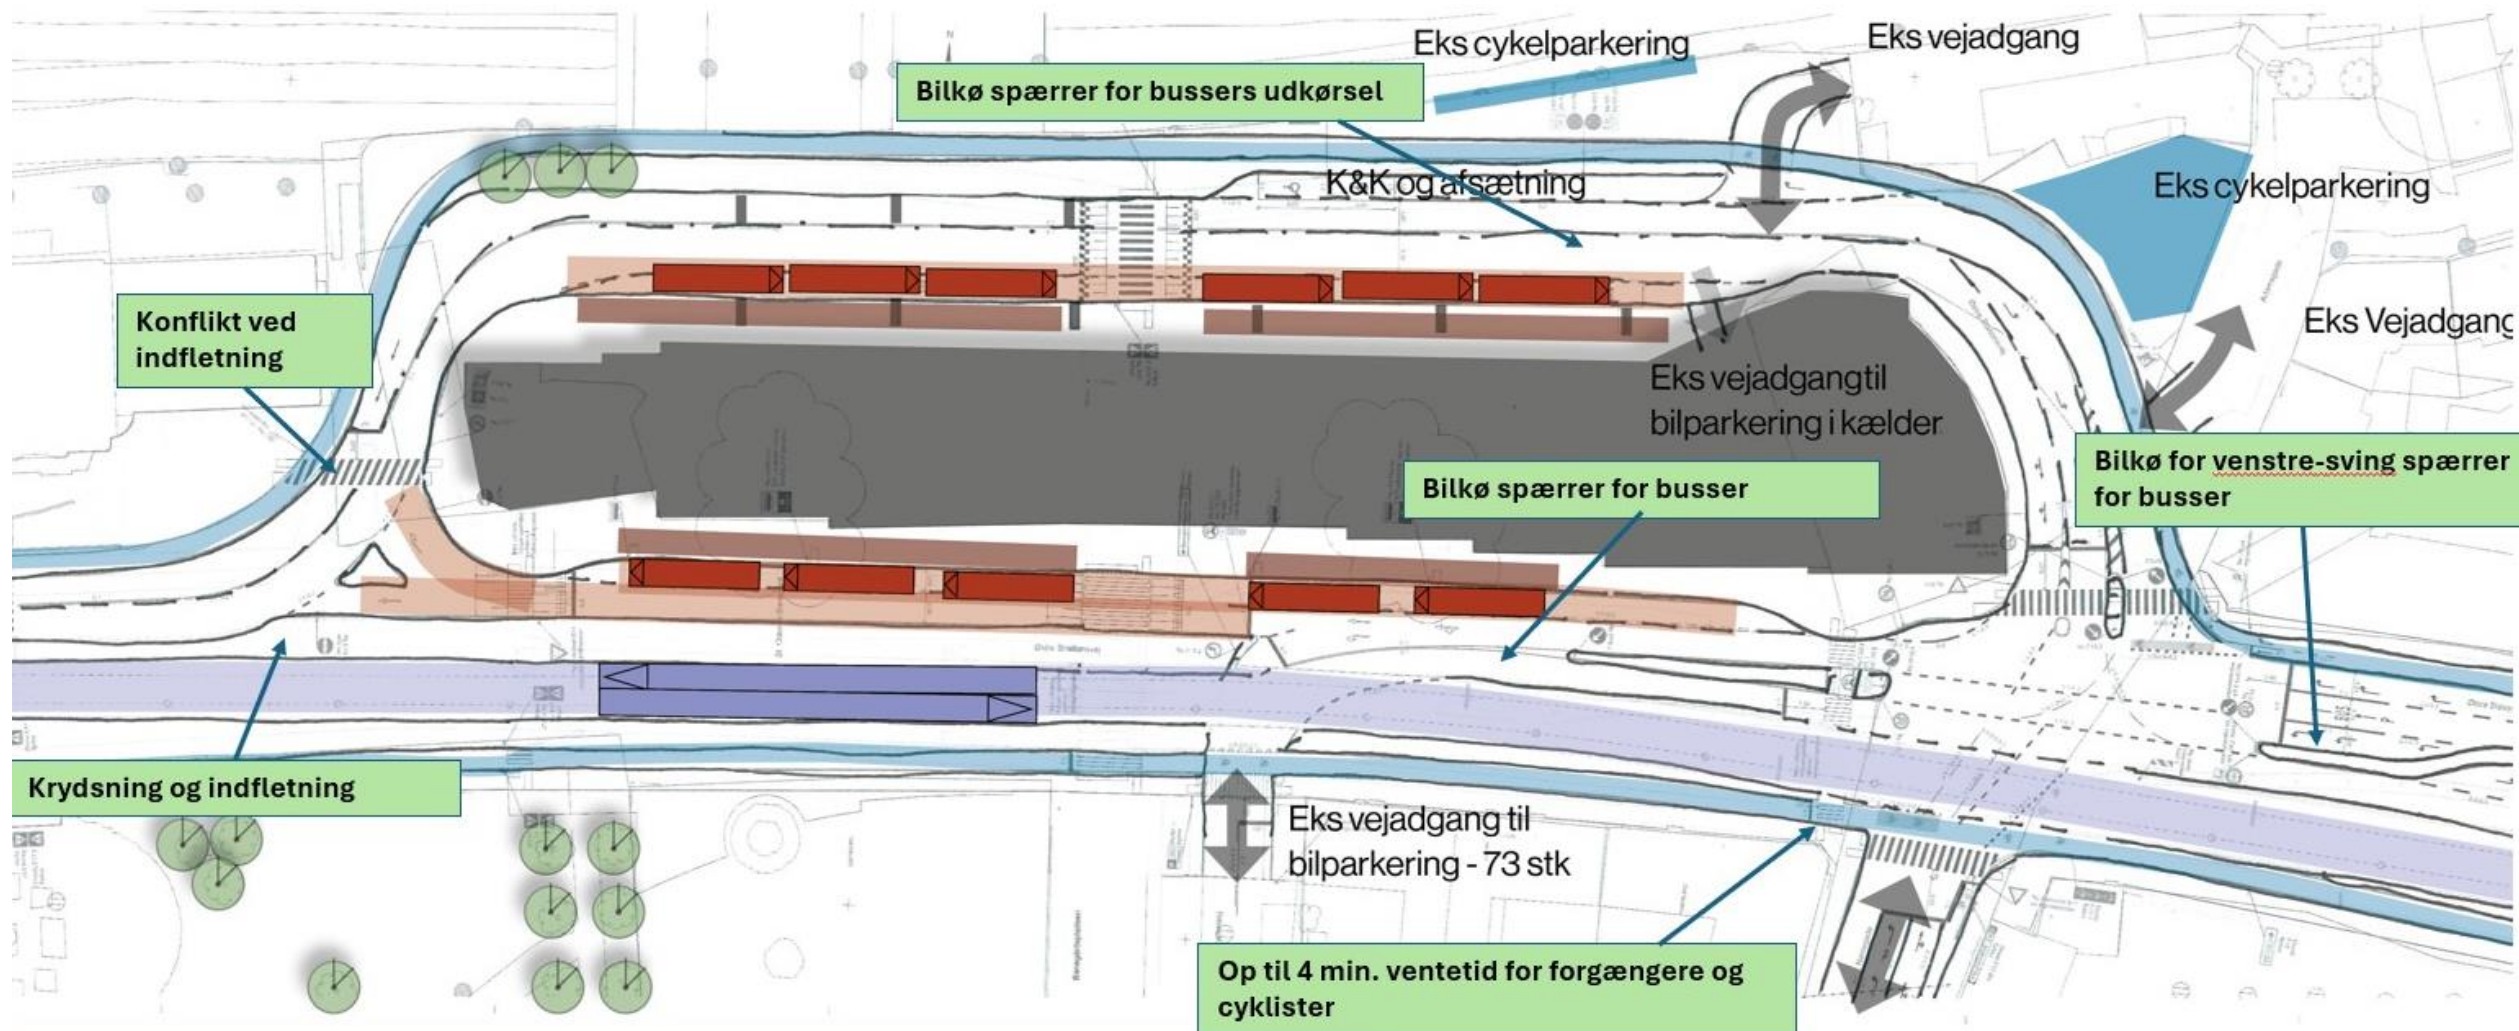 Eks cykelparkering
Eks vejadgang
Bilkø spærrer for bussers udkørsel
K&K og afsætning
Eks cykelparkering
Konflikt ved
indfletning
Eks Vejadgang
Eks vejadgangtil
bilparkering i kælder
Bilkø spærrer for busser
Bilkø for venstre-sving spærrer
for busser
Krydsning og indfletning
Eks vejadgang til
bilparkering - 73 stk
Op til 4 min. ventetid for forgængere og
cyklister
N